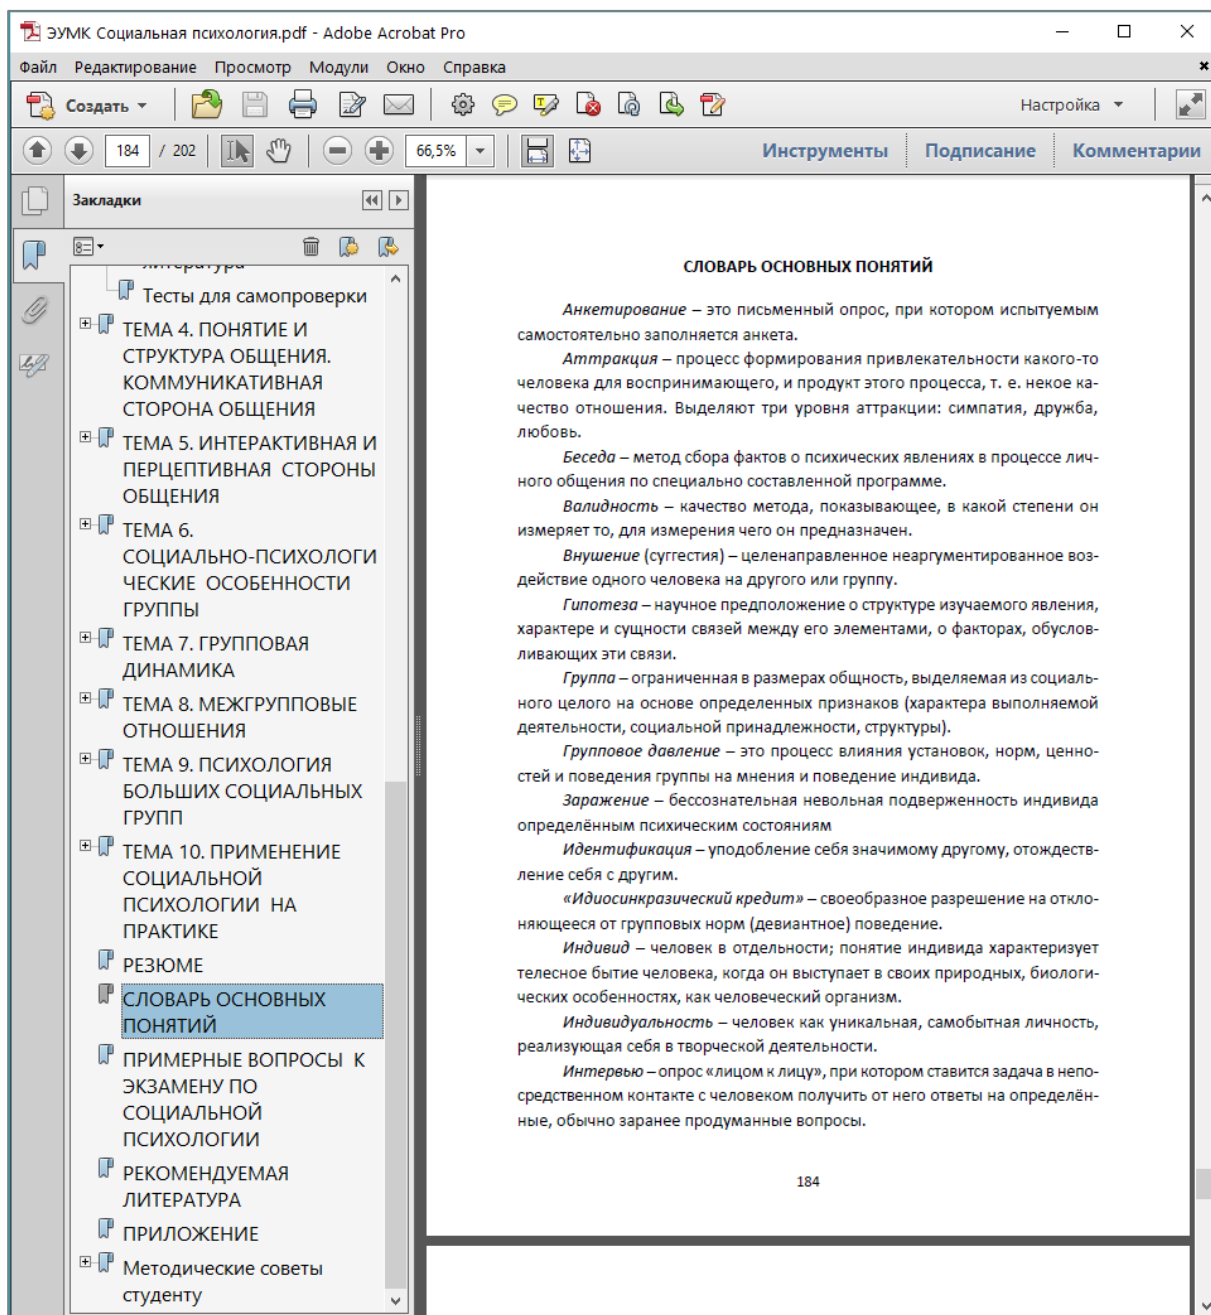 ЭУМК Социальная психология.pdf - Adobe Acrobat Pro
Файл Редактирование Просмотр Модули Окно Справка
Создать
Настройка
184 / 202
66,5%
Инструменты Подписание Комментарии
Закладки
литература
Тесты для самопроверки
ТЕМА 4. ПОНЯТИЕ И
СТРУКТУРА ОБЩЕНИЯ.
КОММУНИКАТИВНАЯ
СТОРОНА ОБЩЕНИЯ
ТЕМА 5. ИНТЕРАКТИВНАЯ И
ПЕРЦЕПТИВНАЯ СТОРОНЫ
ОБЩЕНИЯ
ТЕМА 6.
СОЦИАЛЬНО-ПСИХОЛОГИ
ЧЕСКИЕ ОСОБЕННОСТИ
ГРУППЫ
ТЕМА 7. ГРУППОВАЯ
ДИНАМИКА
ТЕМА 8. МЕЖГРУППОВЫЕ
ОТНОШЕНИЯ
ТЕМА 9. ПСИХОЛОГИЯ
БОЛЬШИХ СОЦИАЛЬНЫХ
ГРУПП
ТЕМА 10. ПРИМЕНЕНИЕ
СОЦИАЛЬНОЙ
ПСИХОЛОГИИ НА
ПРАКТИКЕ
РЕЗЮМЕ
СЛОВАРЬ ОСНОВНЫХ
ПОНЯТИЙ
ПРИМЕРНЫЕ ВОПРОСЫ К
ЭКЗАМЕНУ ПО
СОЦИАЛЬНОЙ
ПСИХОЛОГИИ
РЕКОМЕНДУЕМАЯ
ЛИТЕРАТУРА
ПРИЛОЖЕНИЕ
Методические советы
студенту
СЛОВАРЬ ОСНОВНЫХ ПОНЯТИЙ
Анкетирование – это письменный опрос, при котором испытуемым
самостоятельно заполняется анкета.
Аттракция – процесс формирования привлекательности какого-то
человека для воспринимающего, и продукт этого процесса, т. е. некое ка-
чество отношения. Выделяют три уровня аттракции: симпатия, дружба,
любовь.
Беседа – метод сбора фактов о психических явлениях в процессе лич-
ного общения по специально составленной программе.
Валидность – качество метода, показывающее, в какой степени он
измеряет то, для измерения чего он предназначен.
Внушение (суггестия) – целенаправленное неаргументированное воз-
действие одного человека на другого или группу.
Гипотеза – научное предположение о структуре изучаемого явления,
характере и сущности связей между его элементами, о факторах, обуслов-
ливающих эти связи.
Группа – ограниченная в размерах общность, выделяемая из социаль-
ного целого на основе определенных признаков (характера выполняемой
деятельности, социальной принадлежности, структуры).
Групповое давление – это процесс влияния установок, норм, ценно-
стей и поведения группы на мнения и поведение индивида.
Заражение – бессознательная невольная подверженность индивида
определённым психическим состояниям
Идентификация – уподобление себя значимому другому, отождеств-
ление себя с другим.
«Идиосинкразический кредит» – своеобразное разрешение на откло-
няющееся от групповых норм (девиантное) поведение.
Индивид – человек в отдельности; понятие индивида характеризует
телесное бытие человека, когда он выступает в своих природных, биологи-
ческих особенностях, как человеческий организм.
Индивидуальность – человек как уникальная, самобытная личность,
реализующая себя в творческой деятельности.
Интервью – опрос «лицом к лицу», при котором ставится задача в непо-
средственном контакте с человеком получить от него ответы на определён-
ные, обычно заранее продуманные вопросы.
184